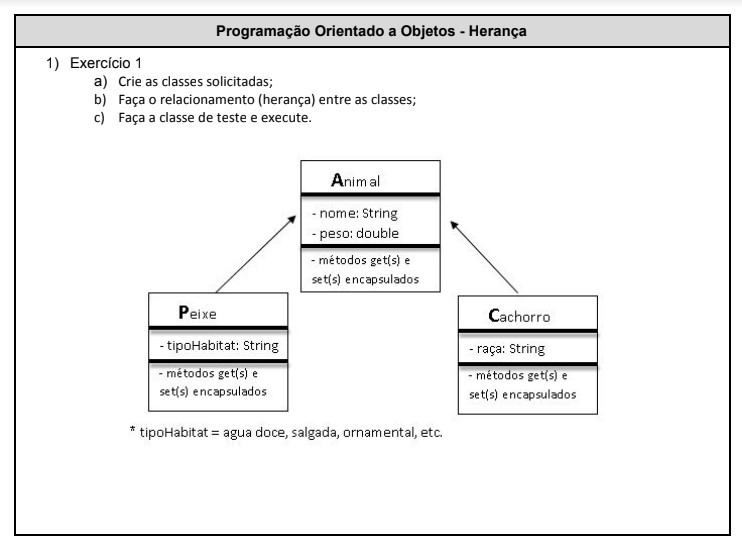 Programação Orientado a Objetos - Herança
1) Exercício 1
a) Crie as classes solicitadas;
b) Faça o relacionamento (herança) entre as classes;
c) Faça a classe de teste e execute.
Animal
- nome: String
- peso: double
- métodos get(s) e
set(s) encapsulados
Peixe
- tipoHabitat: String
- métodos get(s) e
set(s) encapsulados
Cachorro
- raça: String
- métodos get(s) e
set(s) encapsulados
* tipoHabitat = agua doce, salgada, ornamental, etc.